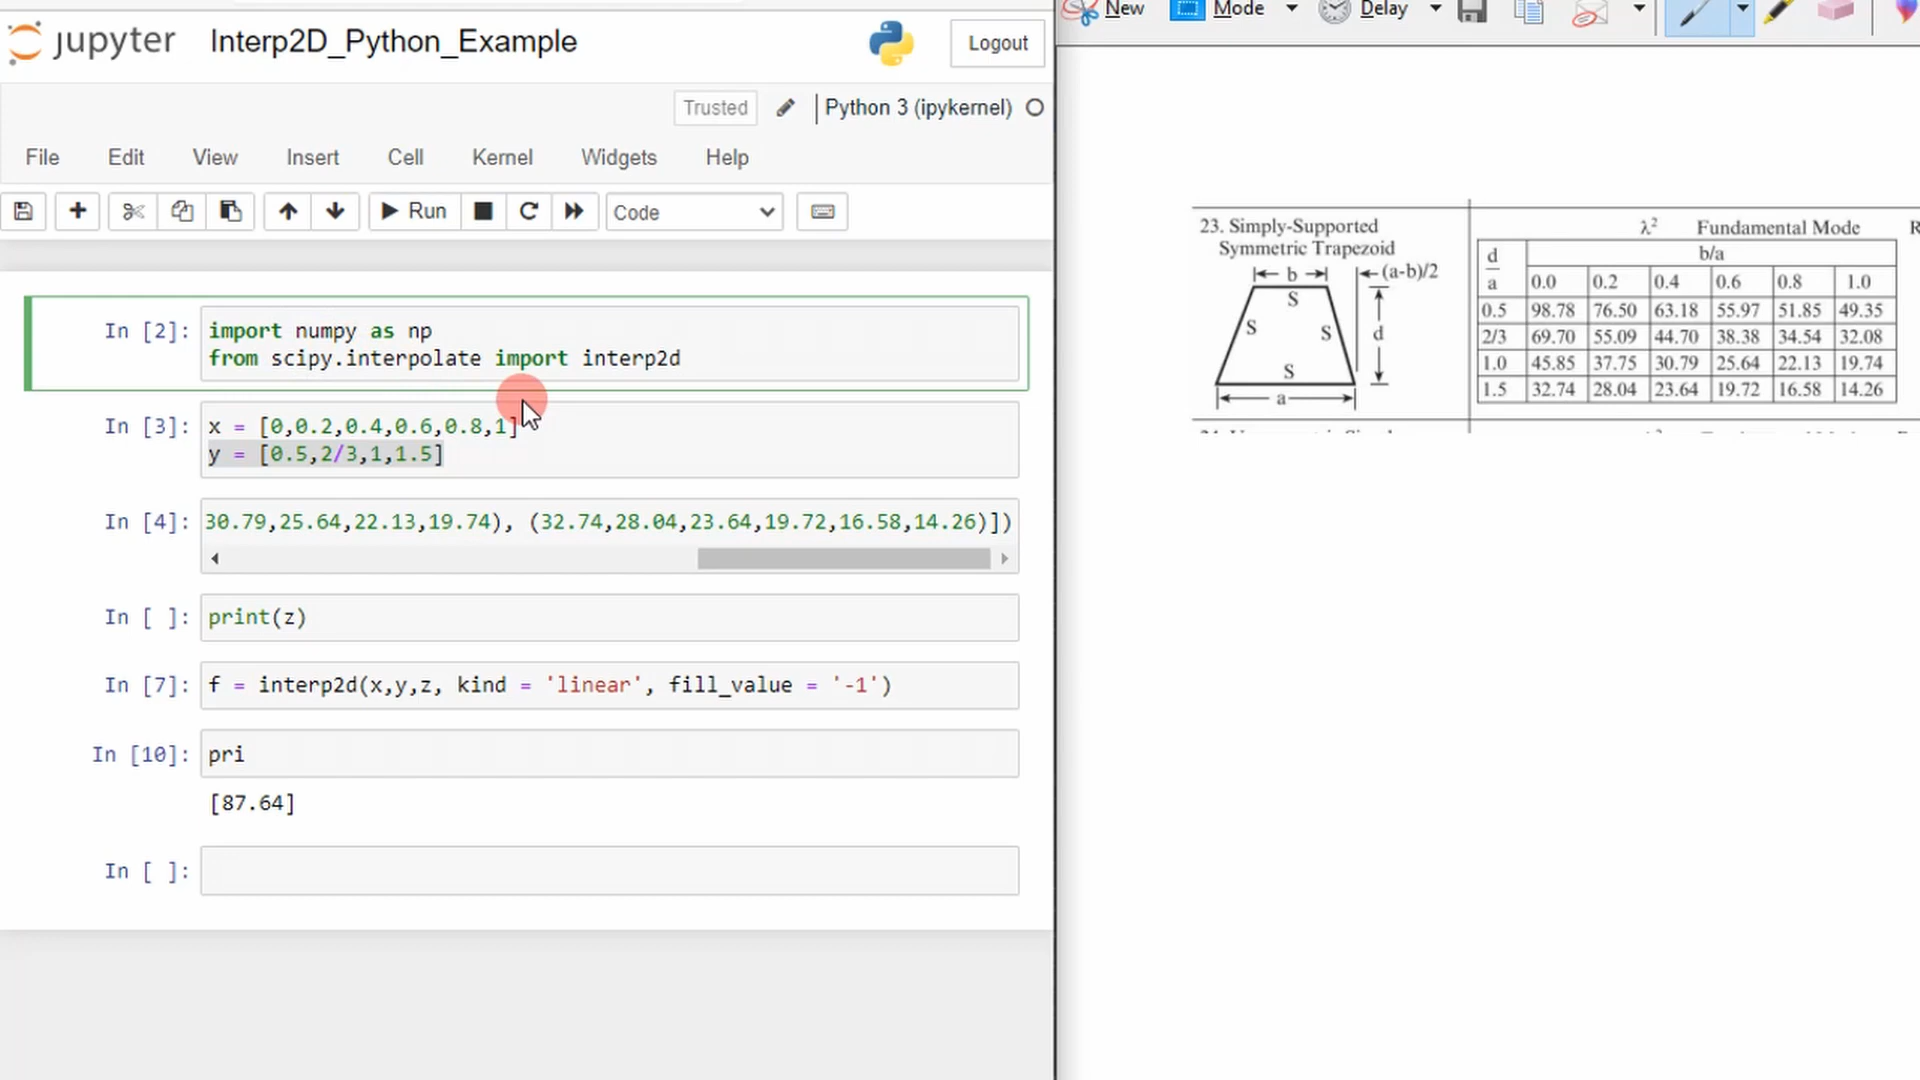 jupyter Interp2D_Python_Example Logout
Trusted Python 3 (ipykernel)
File Edit View Insert Cell Kernel Widgets Help
Run Code
In [2]: import numpy as np
from scipy.interpolate import interp2d
In [3]: x = [0,0.2,0.4,0.6,0.8,1]
y = [0.5,2/3,1,1.5]
In [4]: 30.79,25.64,22.13,19.74), (32.74,28.04,23.64,19.72,16.58,14.26)])
In [ ]: print(z)
In [7]: f = interp2d(x,y,z, kind = 'linear', fill_value = '-1')
In [10]: pri
[87.64]
In [ ]:
New Mode Delay
23. Simply-Supported
Symmetric Trapezoid
b (a-b)/2
S
S S d
S
a
λ² Fundamental Mode R
d/a b/a
0.0 0.2 0.4 0.6 0.8 1.0
0.5 98.78 76.50 63.18 55.97 51.85 49.35
2/3 69.70 55.09 44.70 38.38 34.54 32.08
1.0 45.85 37.75 30.79 25.64 22.13 19.74
1.5 32.74 28.04 23.64 19.72 16.58 14.26